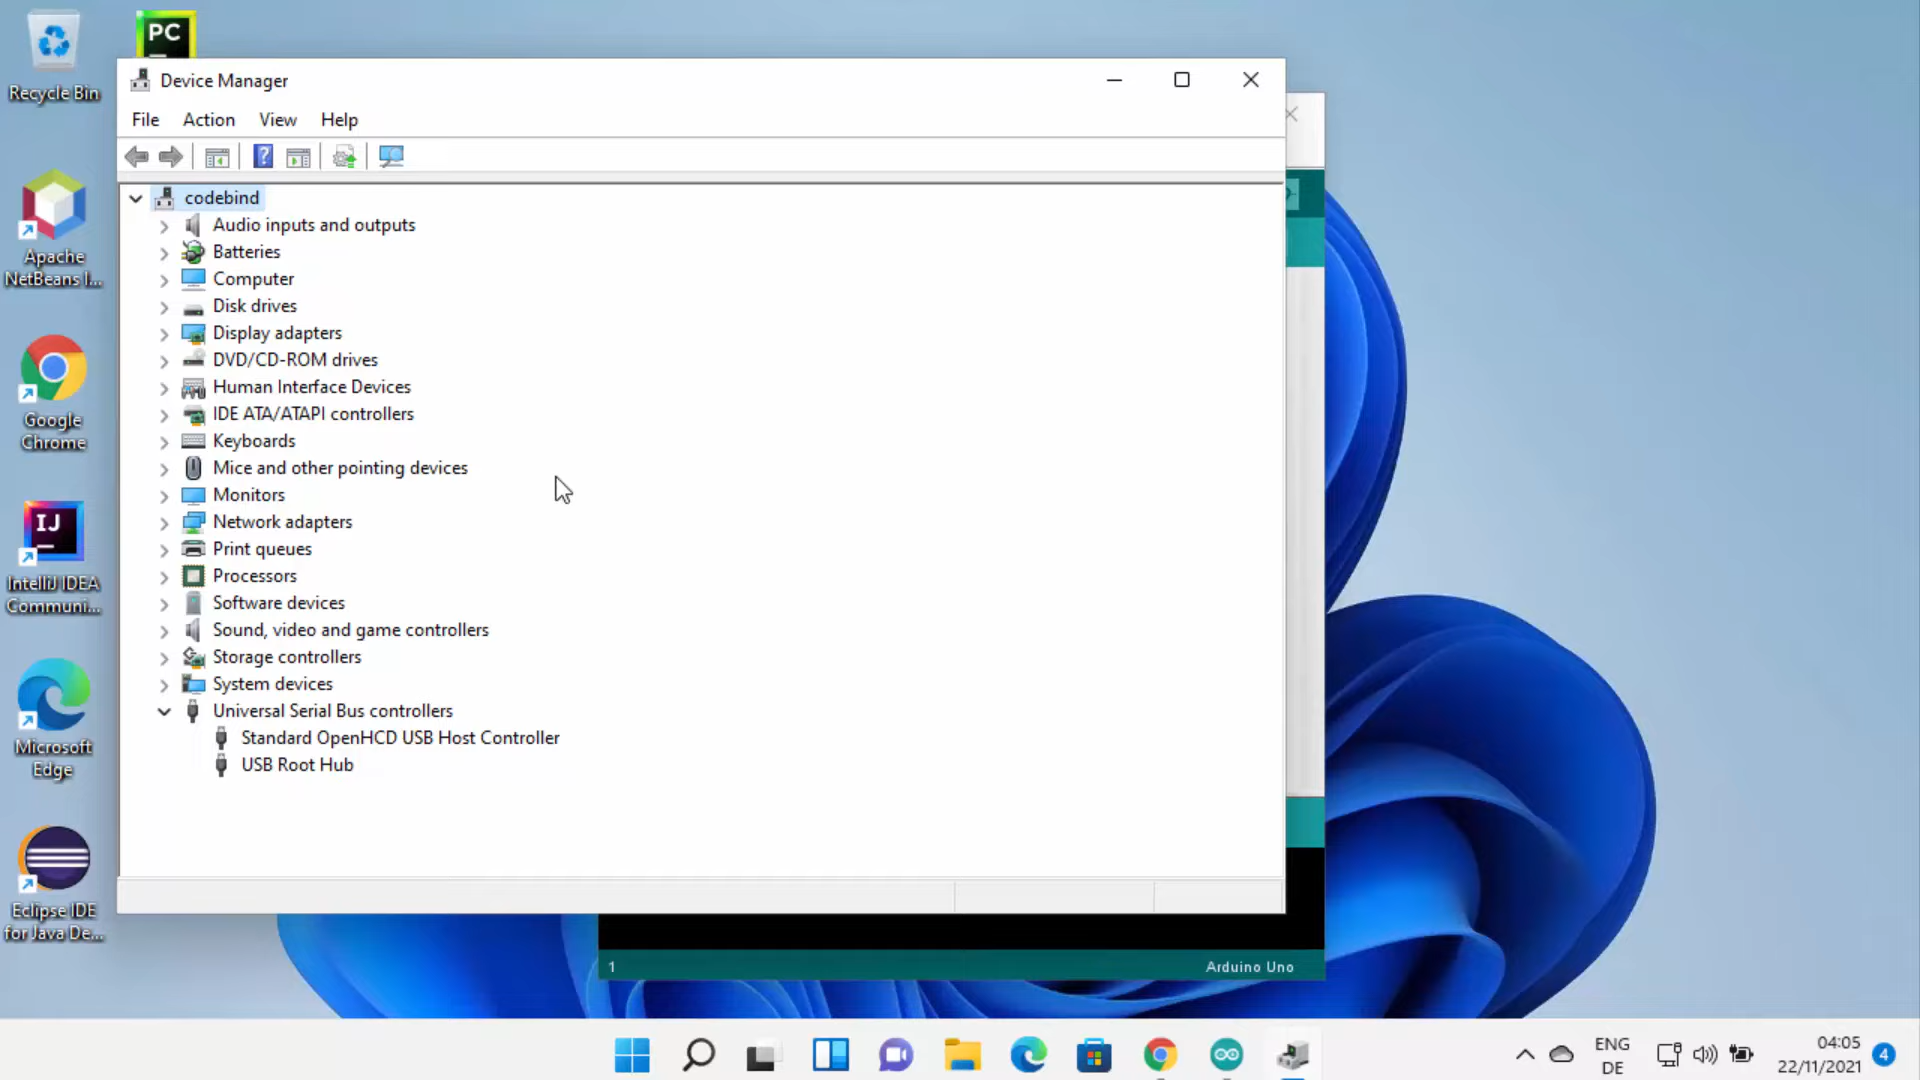 PC
Recycle Bin
Device Manager
File Action View Help
codebind
Audio inputs and outputs
Batteries
Computer
Disk drives
Display adapters
DVD/CD-ROM drives
Human Interface Devices
IDE ATA/ATAPI controllers
Keyboards
Mice and other pointing devices
Monitors
Network adapters
Print queues
Processors
Software devices
Sound, video and game controllers
Storage controllers
System devices
Universal Serial Bus controllers
Standard OpenHCD USB Host Controller
USB Root Hub
Apache
NetBeans I...
Google
Chrome
IJ
IntelliJ IDEA
Communi...
Microsoft
Edge
Eclipse IDE
for Java De...
1 Arduino Uno
ENG
DE
04:05
22/11/2021
4